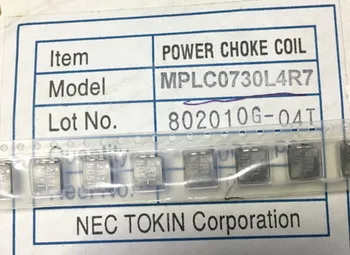 Item POWER CHOKE COIL
Model MPLC0730L4R7
Lot No. 802010G-04T
NEC TOKIN Corporation